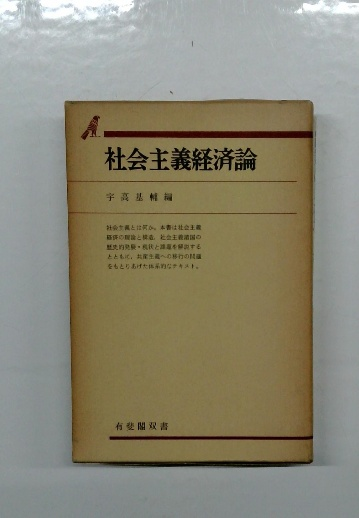 社会主義経済論
宇高基輔編
社会主義とは何か。本書は社会主義
経済の理論と構造，社会主義諸国の
歴史的発展・現状と課題を解説する
とともに，共産主義への移行の問題
をもとりあげた体系的なテキスト。
有斐閣双書